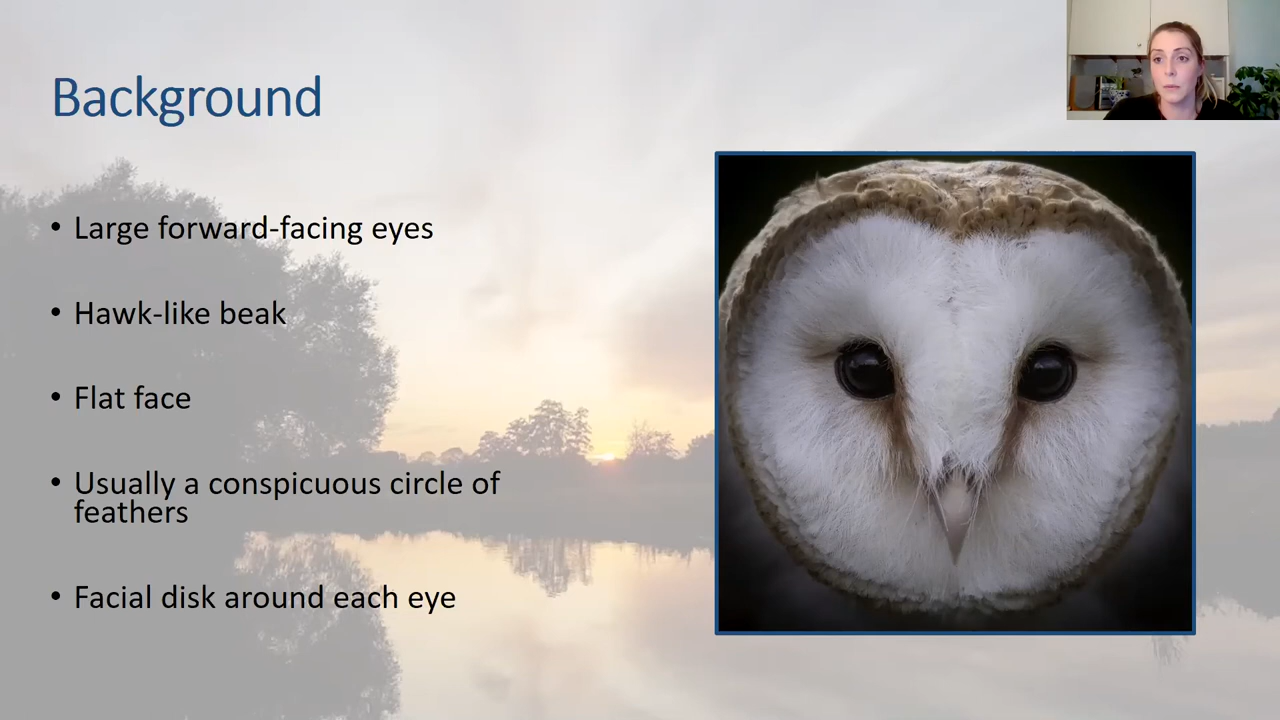 Background
• Large forward-facing eyes
• Hawk-like beak
• Flat face
• Usually a conspicuous circle of
feathers
• Facial disk around each eye